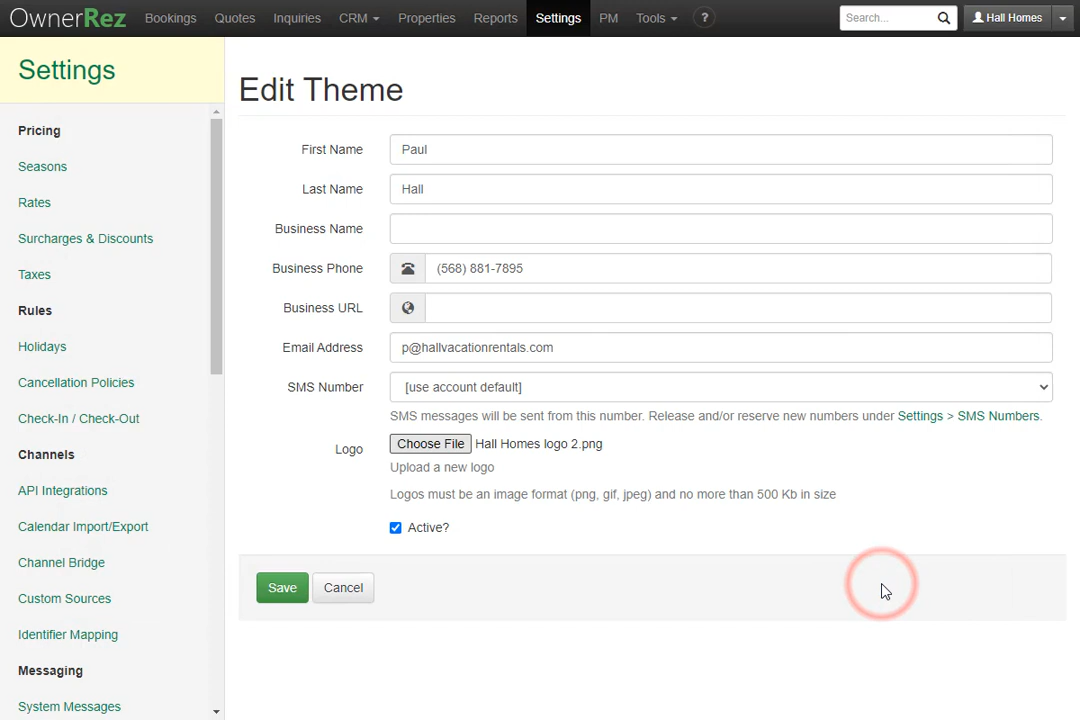 OwnerRez Bookings Quotes Inquiries CRM Properties Reports Settings PM Tools ? Search... Hall Homes
Settings
Pricing
Seasons
Rates
Surcharges & Discounts
Taxes
Rules
Holidays
Cancellation Policies
Check-In / Check-Out
Channels
API Integrations
Calendar Import/Export
Channel Bridge
Custom Sources
Identifier Mapping
Messaging
System Messages
Edit Theme
First Name Paul
Last Name Hall
Business Name
Business Phone (568) 881-7895
Business URL
Email Address p@hallvacationrentals.com
SMS Number [use account default]
SMS messages will be sent from this number. Release and/or reserve new numbers under Settings > SMS Numbers.
Logo Choose File Hall Homes logo 2.png
Upload a new logo
Logos must be an image format (png, gif, jpeg) and no more than 500 Kb in size
Active?
Save Cancel